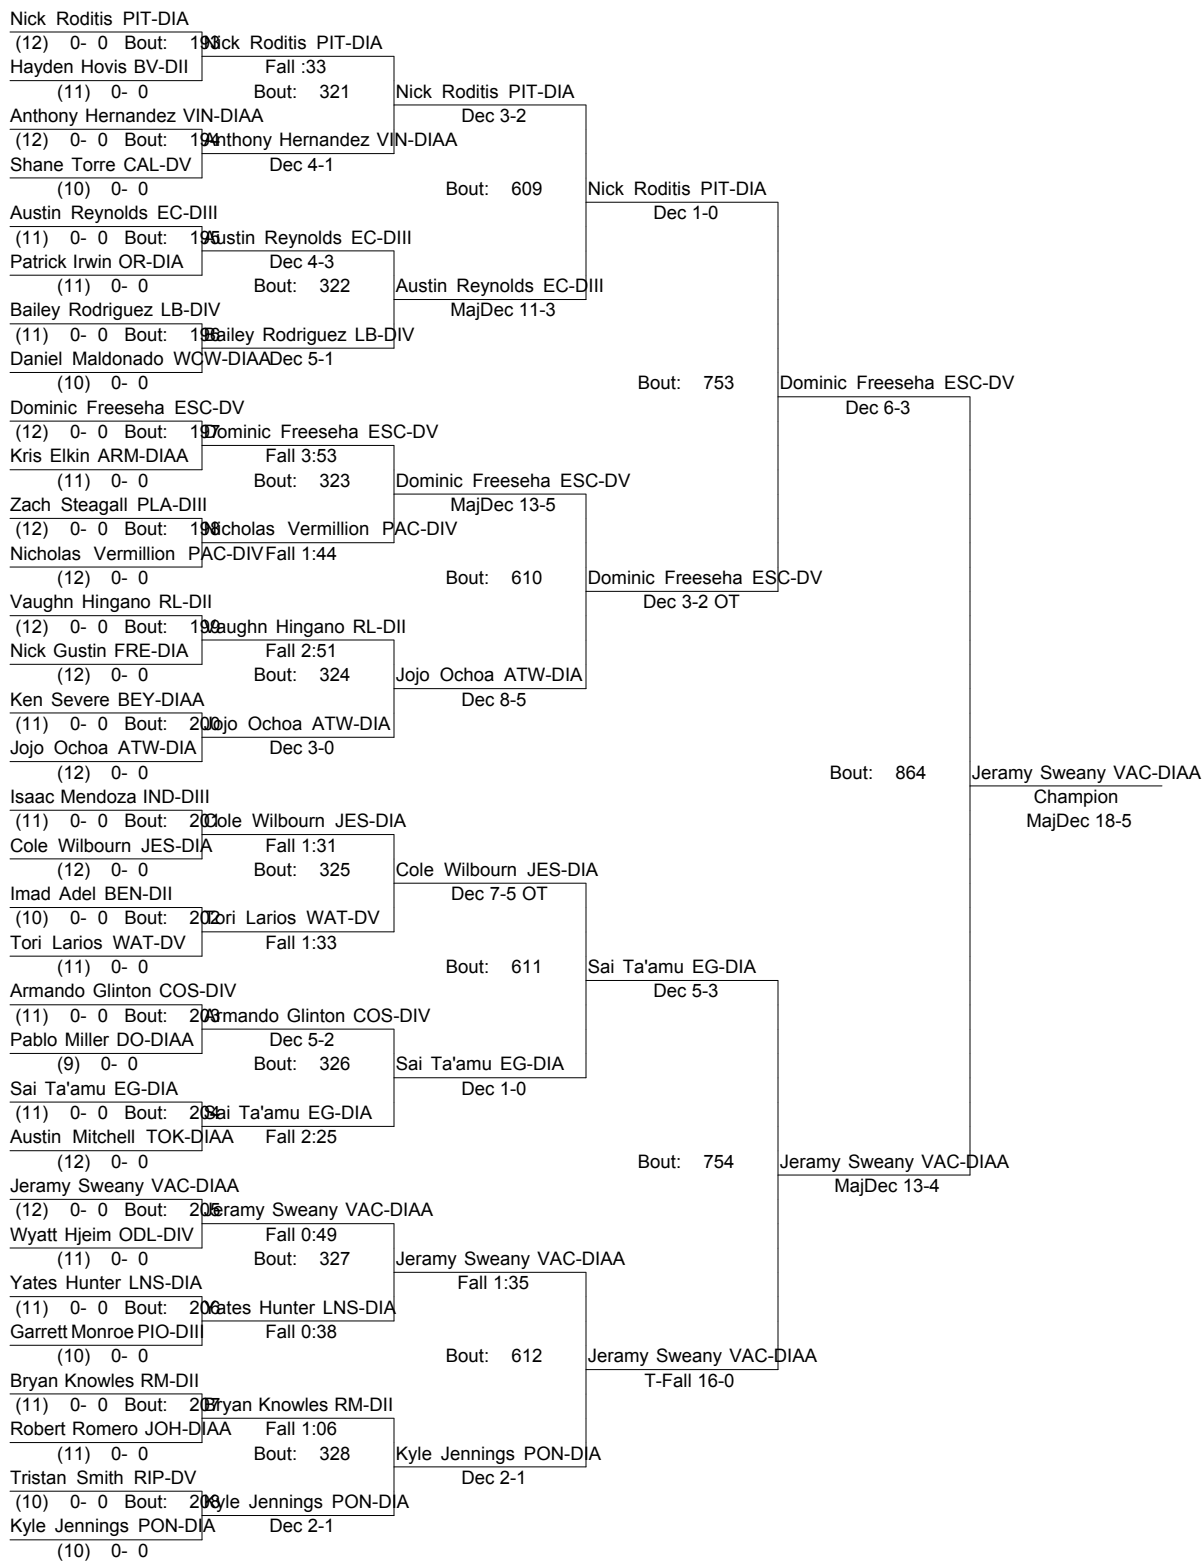 Nick Roditis PIT-DIA
(12) 0- 0 Bout: 193 Nick Roditis PIT-DIA
Hayden Hovis BV-DII Fall :33
(11) 0- 0 Bout: 321 Nick Roditis PIT-DIA
Anthony Hernandez VIN-DIAA Dec 3-2
(12) 0- 0 Bout: 194 Anthony Hernandez VIN-DIAA
Shane Torre CAL-DV Dec 4-1
(10) 0- 0 Bout: 609 Nick Roditis PIT-DIA
Austin Reynolds EC-DIII Dec 1-0
(11) 0- 0 Bout: 195 Austin Reynolds EC-DIII
Patrick Irwin OR-DIA Dec 4-3
(11) 0- 0 Bout: 322 Austin Reynolds EC-DIII
Bailey Rodriguez LB-DIV MajDec 11-3
(11) 0- 0 Bout: 196 Bailey Rodriguez LB-DIV
Daniel Maldonado WCW-DIAA Dec 5-1
(10) 0- 0 Bout: 753 Dominic Freeseha ESC-DV
Dominic Freeseha ESC-DV Dec 6-3
(12) 0- 0 Bout: 197 Dominic Freeseha ESC-DV
Kris Elkin ARM-DIAA Fall 3:53
(11) 0- 0 Bout: 323 Dominic Freeseha ESC-DV
Zach Steagall PLA-DIII MajDec 13-5
(12) 0- 0 Bout: 198 Nicholas Vermillion PAC-DIV
Nicholas Vermillion PAC-DIV Fall 1:44
(12) 0- 0 Bout: 610 Dominic Freeseha ESC-DV
Vaughn Hingano RL-DII Dec 3-2 OT
(12) 0- 0 Bout: 199 Vaughn Hingano RL-DII
Nick Gustin FRE-DIA Fall 2:51
(12) 0- 0 Bout: 324 Jojo Ochoa ATW-DIA
Ken Severe BEY-DIAA Dec 8-5
(11) 0- 0 Bout: 200 Jojo Ochoa ATW-DIA
Jojo Ochoa ATW-DIA Dec 3-0
(12) 0- 0 Bout: 864 Jeramy Sweany VAC-DIAA
Isaac Mendoza IND-DIII Champion
(11) 0- 0 Bout: 201 Cole Wilbourn JES-DIA MajDec 18-5
Cole Wilbourn JES-DIA Fall 1:31
(12) 0- 0 Bout: 325 Cole Wilbourn JES-DIA
Imad Adel BEN-DII Dec 7-5 OT
(10) 0- 0 Bout: 202 Tori Larios WAT-DV
Tori Larios WAT-DV Fall 1:33
(11) 0- 0 Bout: 611 Sai Ta'amu EG-DIA
Armando Glinton COS-DIV Dec 5-3
(11) 0- 0 Bout: 203 Armando Glinton COS-DIV
Pablo Miller DO-DIAA Dec 5-2
(9) 0- 0 Bout: 326 Sai Ta'amu EG-DIA
Sai Ta'amu EG-DIA Dec 1-0
(11) 0- 0 Bout: 204 Sai Ta'amu EG-DIA
Austin Mitchell TOK-DIAA Fall 2:25
(12) 0- 0 Bout: 754 Jeramy Sweany VAC-DIAA
Jeramy Sweany VAC-DIAA MajDec 13-4
(12) 0- 0 Bout: 205 Jeramy Sweany VAC-DIAA
Wyatt Hjeim ODL-DIV Fall 0:49
(11) 0- 0 Bout: 327 Jeramy Sweany VAC-DIAA
Yates Hunter LNS-DIA Fall 1:35
(11) 0- 0 Bout: 206 Yates Hunter LNS-DIA
Garrett Monroe PIO-DIII Fall 0:38
(10) 0- 0 Bout: 612 Jeramy Sweany VAC-DIAA
Bryan Knowles RM-DII T-Fall 16-0
(11) 0- 0 Bout: 207 Bryan Knowles RM-DII
Robert Romero JOH-DIAA Fall 1:06
(11) 0- 0 Bout: 328 Kyle Jennings PON-DIA
Tristan Smith RIP-DV Dec 2-1
(10) 0- 0 Bout: 208 Kyle Jennings PON-DIA
Kyle Jennings PON-DIA Dec 2-1
(10) 0- 0